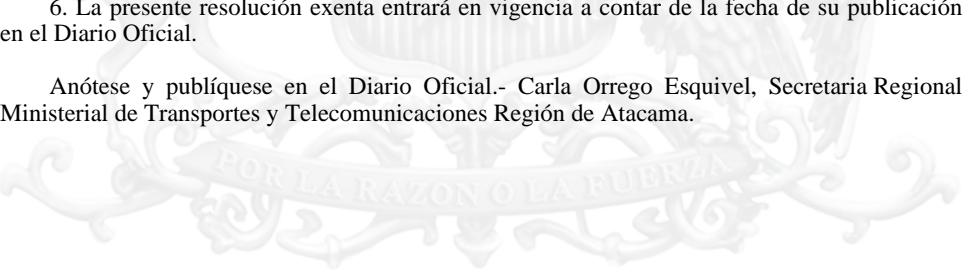 6. La presente resolución exenta entrará en vigencia a contar de la fecha de su publicación
en el Diario Oficial.
Anótese y publíquese en el Diario Oficial.- Carla Orrego Esquivel, Secretaria Regional
Ministerial de Transportes y Telecomunicaciones Región de Atacama.
POR LA RAZON O LA FUERZA